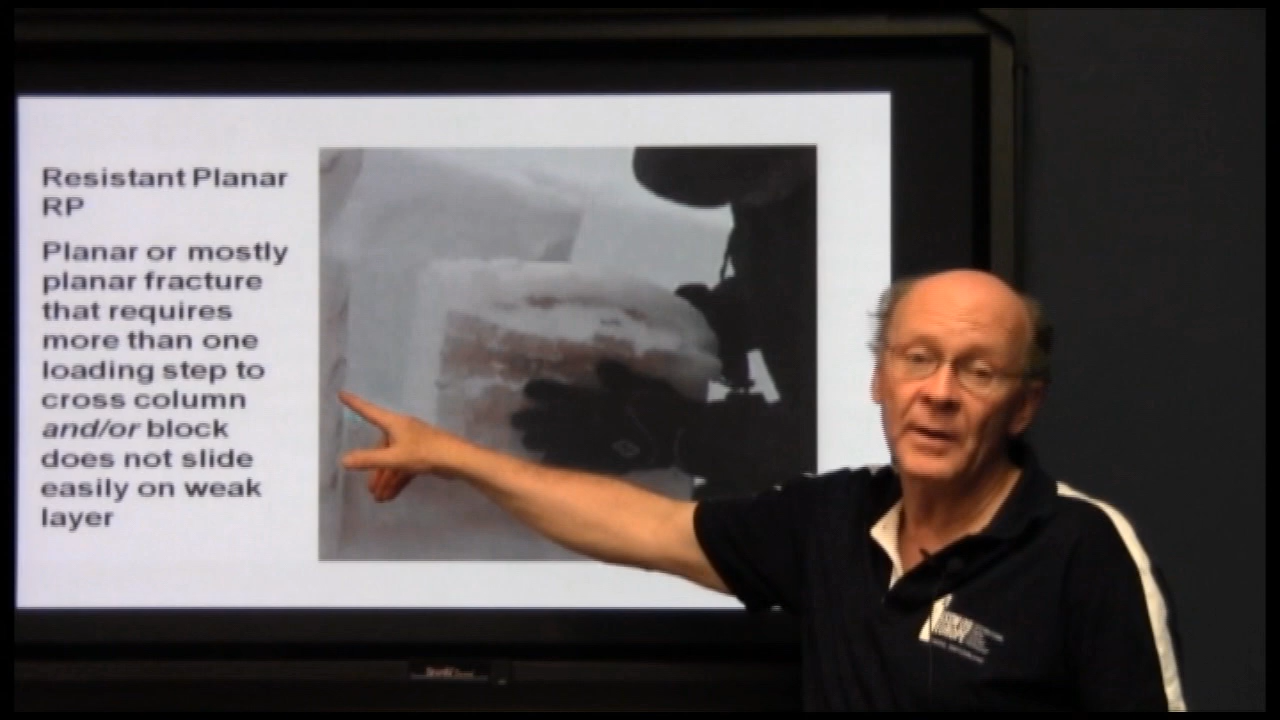 Resistant Planar
RP
Planar or mostly
planar fracture
that requires
more than one
loading step to
cross column
and/or block
does not slide
easily on weak
layer